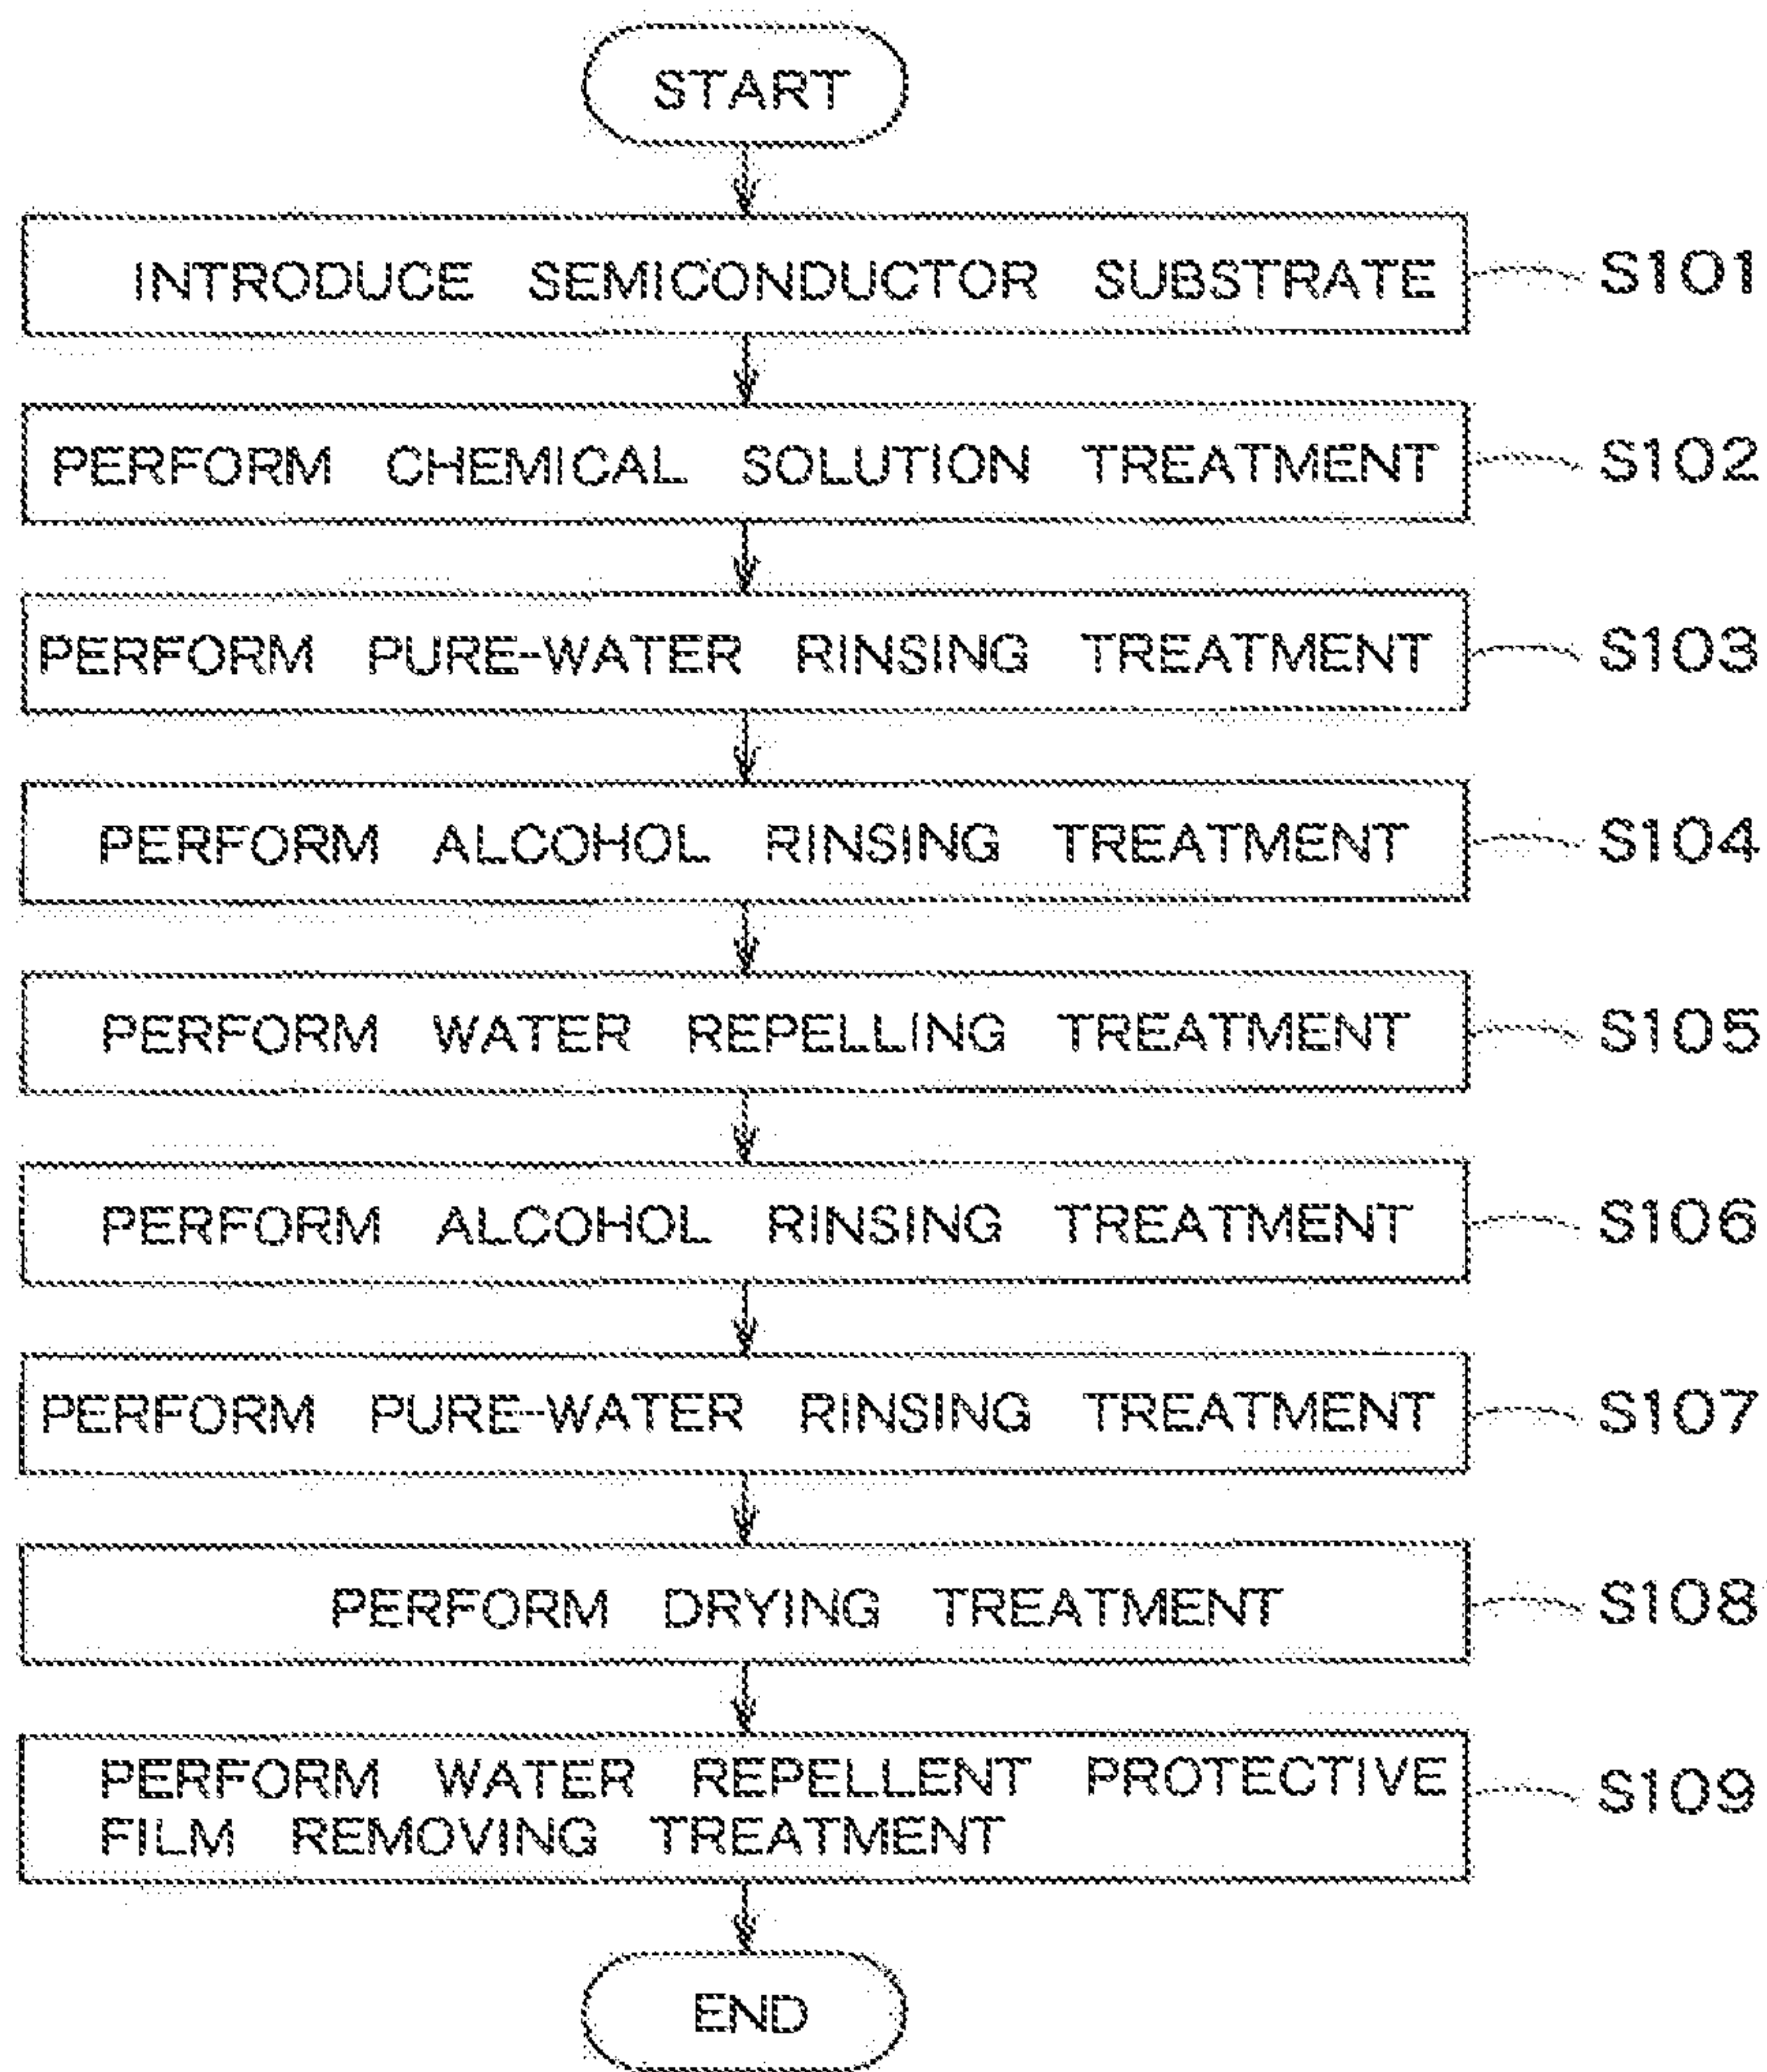 START
INTRODUCE SEMICONDUCTOR SUBSTRATE S101
PERFORM CHEMICAL SOLUTION TREATMENT S102
PERFORM PURE-WATER RINSING TREATMENT S103
PERFORM ALCOHOL RINSING TREATMENT S104
PERFORM WATER REPELLING TREATMENT S105
PERFORM ALCOHOL RINSING TREATMENT S106
PERFORM PURE-WATER RINSING TREATMENT S107
PERFORM DRYING TREATMENT S108
PERFORM WATER REPELLENT PROTECTIVE
FILM REMOVING TREATMENT S109
END